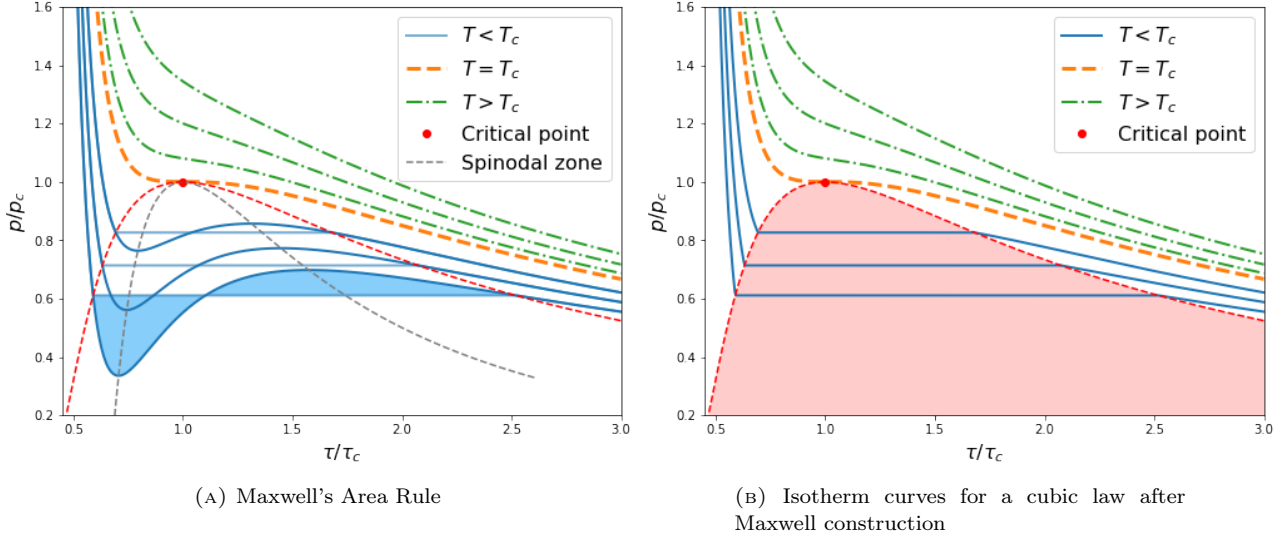 1.6
1.4
1.2
1.0
0.8
0.6
0.4
0.2
p/p_c
0.5
1.0
1.5
2.0
2.5
3.0
τ/τ_c
T < T_c
T = T_c
T > T_c
Critical point
Spinodal zone
(A) Maxwell's Area Rule
1.6
1.4
1.2
1.0
0.8
0.6
0.4
0.2
p/p_c
0.5
1.0
1.5
2.0
2.5
3.0
τ/τ_c
T < T_c
T = T_c
T > T_c
Critical point
(B) Isotherm curves for a cubic law after
Maxwell construction